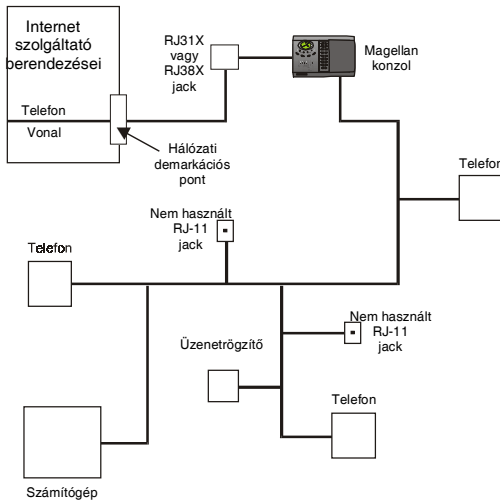 Internet
szolgáltató
berendezései
Telefon
Vonal
RJ31X
vagy
RJ38X
jack
Magellan
konzol
Hálózati
demarkációs
pont
Telefon
Nem használt
RJ-11
jack
Telefon
Nem használt
RJ-11
jack
Üzenetrögzítő
Telefon
Számítógép